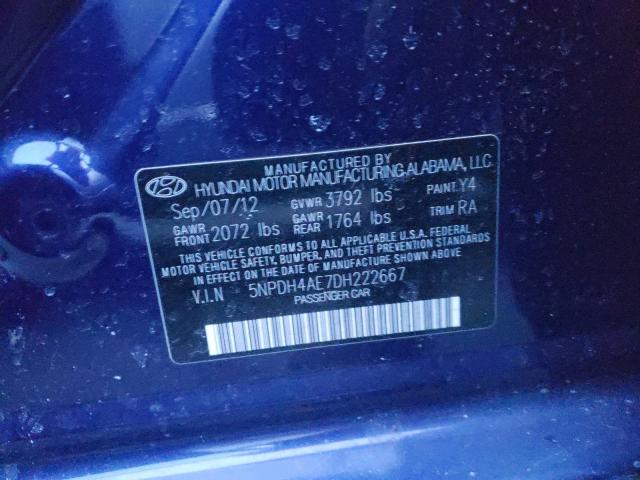 MANUFACTURED BY
HYUNDAI MOTOR MANUFACTURING ALABAMA, LLC
Sep/07/12 GVWR 3792 lbs PAINT Y4
GAWR FRONT 2072 lbs GAWR REAR 1764 lbs TRIM RA
THIS VEHICLE CONFORMS TO ALL APPLICABLE U.S.A. FEDERAL
MOTOR VEHICLE SAFETY, BUMPER, AND THEFT PREVENTION STANDARDS
IN EFFECT ON THE DATE OF MANUFACTURE SHOWN ABOVE.
V.I.N 5NPDH4AE7DH222667
PASSENGER CAR